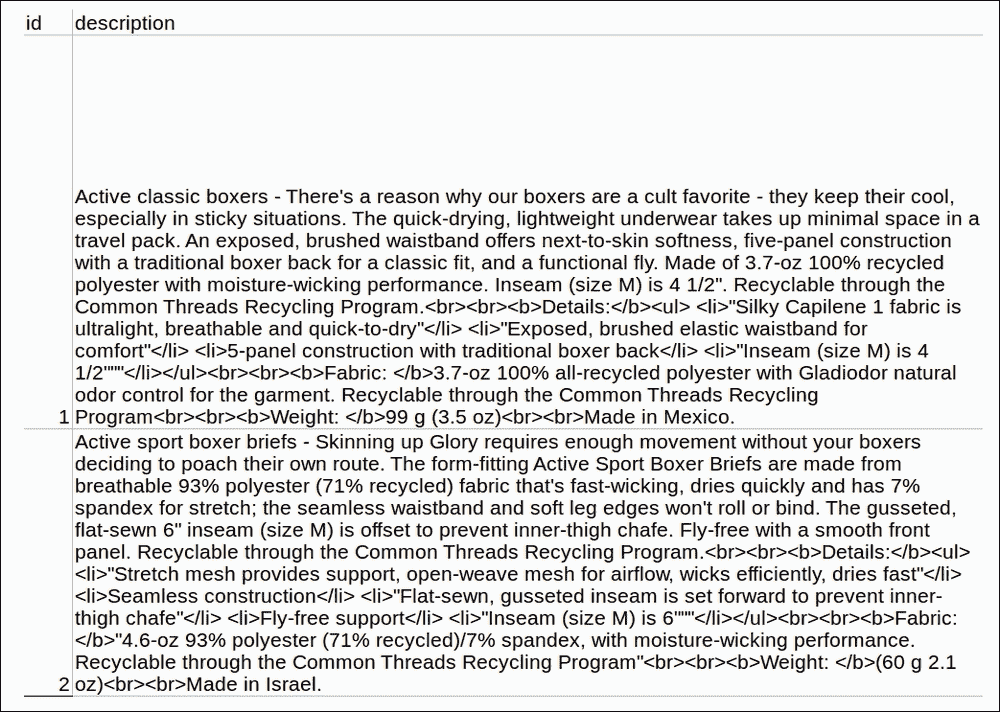 id description
Active classic boxers - There's a reason why our boxers are a cult favorite - they keep their cool,
especially in sticky situations. The quick-drying, lightweight underwear takes up minimal space in a
travel pack. An exposed, brushed waistband offers next-to-skin softness, five-panel construction
with a traditional boxer back for a classic fit, and a functional fly. Made of 3.7-oz 100% recycled
polyester with moisture-wicking performance. Inseam (size M) is 4 1/2". Recyclable through the
Common Threads Recycling Program.<br><br><b>Details:</b><ul> <li>"Silky Capilene 1 fabric is
ultralight, breathable and quick-to-dry"</li> <li>"Exposed, brushed elastic waistband for
comfort"</li> <li>5-panel construction with traditional boxer back</li> <li>"Inseam (size M) is 4
1/2"""</li></ul><br><br><b>Fabric: </b>3.7-oz 100% all-recycled polyester with Gladiodor natural
odor control for the garment. Recyclable through the Common Threads Recycling
1 Program<br><br><b>Weight: </b>99 g (3.5 oz)<br><br>Made in Mexico.
Active sport boxer briefs - Skinning up Glory requires enough movement without your boxers
deciding to poach their own route. The form-fitting Active Sport Boxer Briefs are made from
breathable 93% polyester (71% recycled) fabric that's fast-wicking, dries quickly and has 7%
spandex for stretch; the seamless waistband and soft leg edges won't roll or bind. The gusseted,
flat-sewn 6" inseam (size M) is offset to prevent inner-thigh chafe. Fly-free with a smooth front
panel. Recyclable through the Common Threads Recycling Program.<br><br><b>Details:</b><ul>
<li>"Stretch mesh provides support, open-weave mesh for airflow, wicks efficiently, dries fast"</li>
<li>Seamless construction</li> <li>"Flat-sewn, gusseted inseam is set forward to prevent inner-
thigh chafe"</li> <li>Fly-free support</li> <li>"Inseam (size M) is 6"""</li></ul><br><br><b>Fabric:
</b>"4.6-oz 93% polyester (71% recycled)/7% spandex, with moisture-wicking performance.
Recyclable through the Common Threads Recycling Program"<br><br><b>Weight: </b>(60 g 2.1
2 oz)<br><br>Made in Israel.